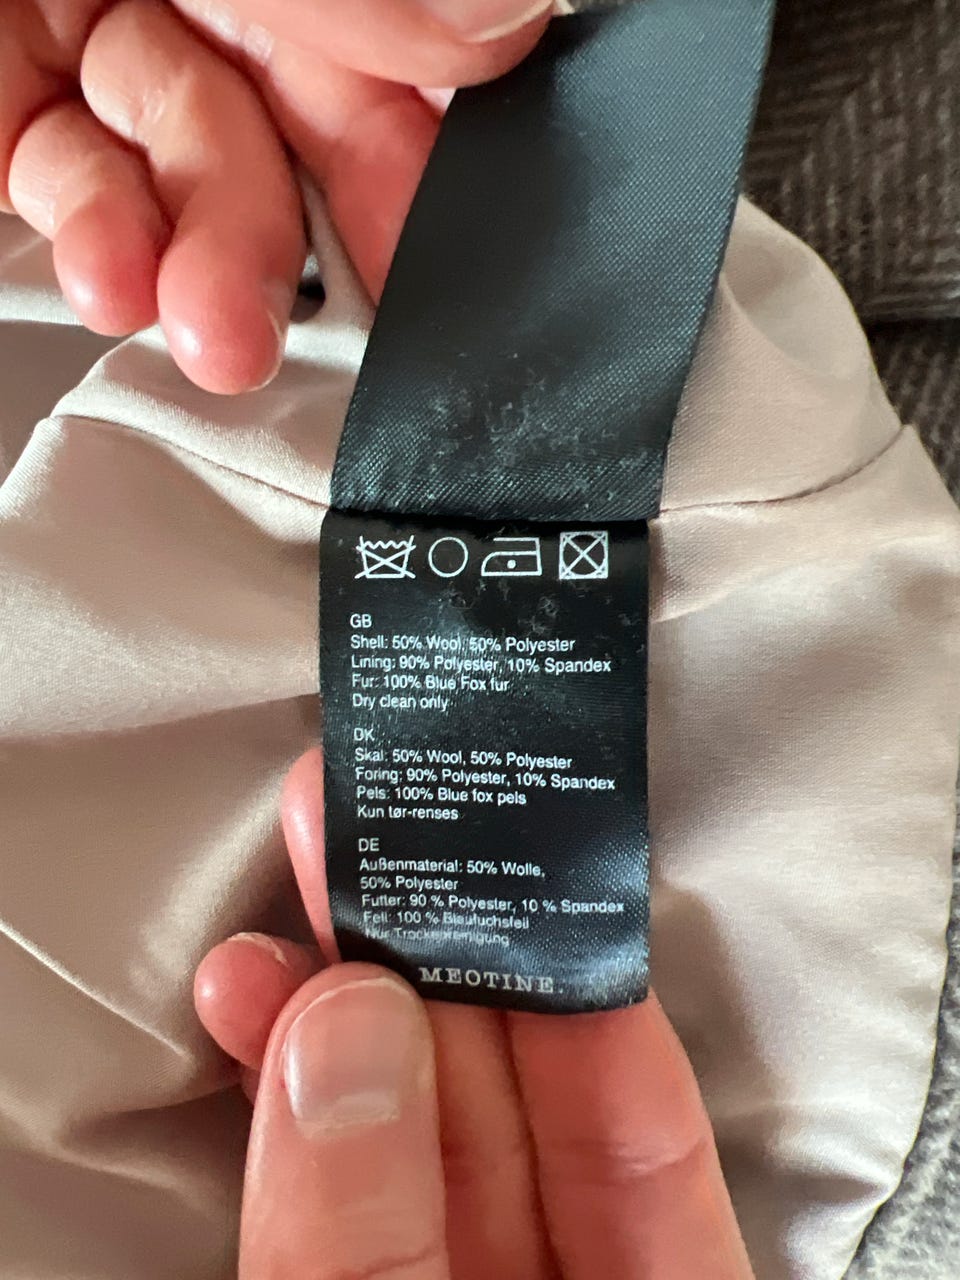 GB
Shell: 50% Wool, 50% Polyester
Lining: 90% Polyester, 10% Spandex
Fur: 100% Blue Fox fur
Dry clean only
DK
Skal: 50% Wool, 50% Polyester
Foring: 90% Polyester, 10% Spandex
Pels: 100% Blue fox pels
Kun tør-renses
DE
Außenmaterial: 50% Wolle,
50% Polyester
Futter: 90 % Polyester, 10 % Spandex
Fell: 100 % Blaufuchsfell
Nur Trockenreinigung
MEOTINE.